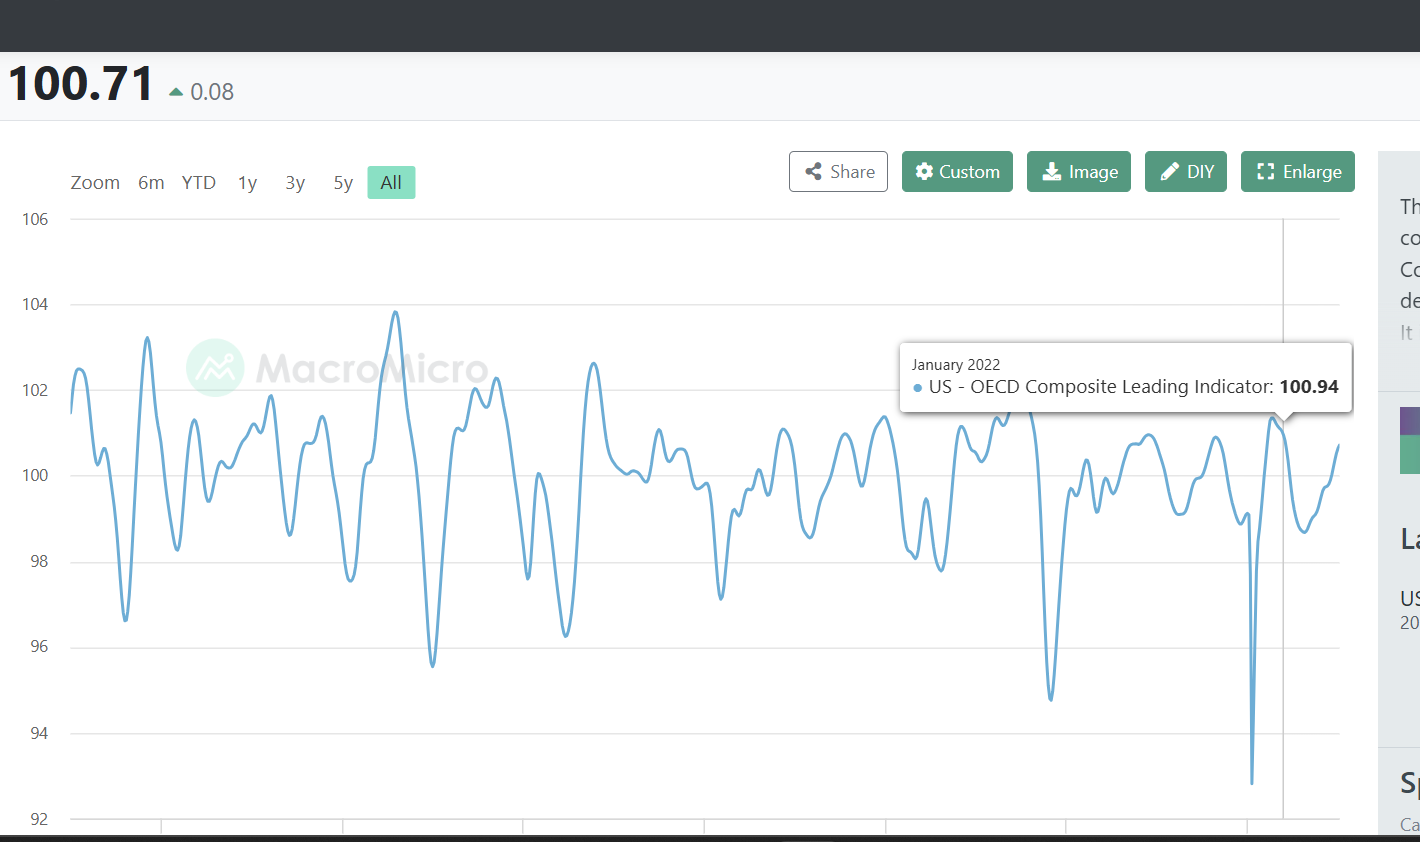 100.71 0.08
Zoom 6m YTD 1y 3y 5y All
Share Custom Image DIY Enlarge
106
104
102
100
98
96
94
92
MacroMicro
January 2022
US - OECD Composite Leading Indicator: 100.94
Th
co
Co
de
It
La
US
20
Sp
Ca